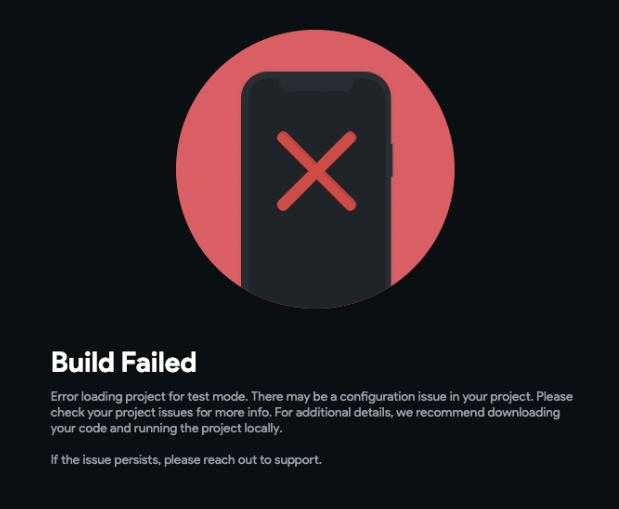 Build Failed
Error loading project for test mode. There may be a configuration issue in your project. Please
check your project issues for more info. For additional details, we recommend downloading
your code and running the project locally.
If the issue persists, please reach out to support.